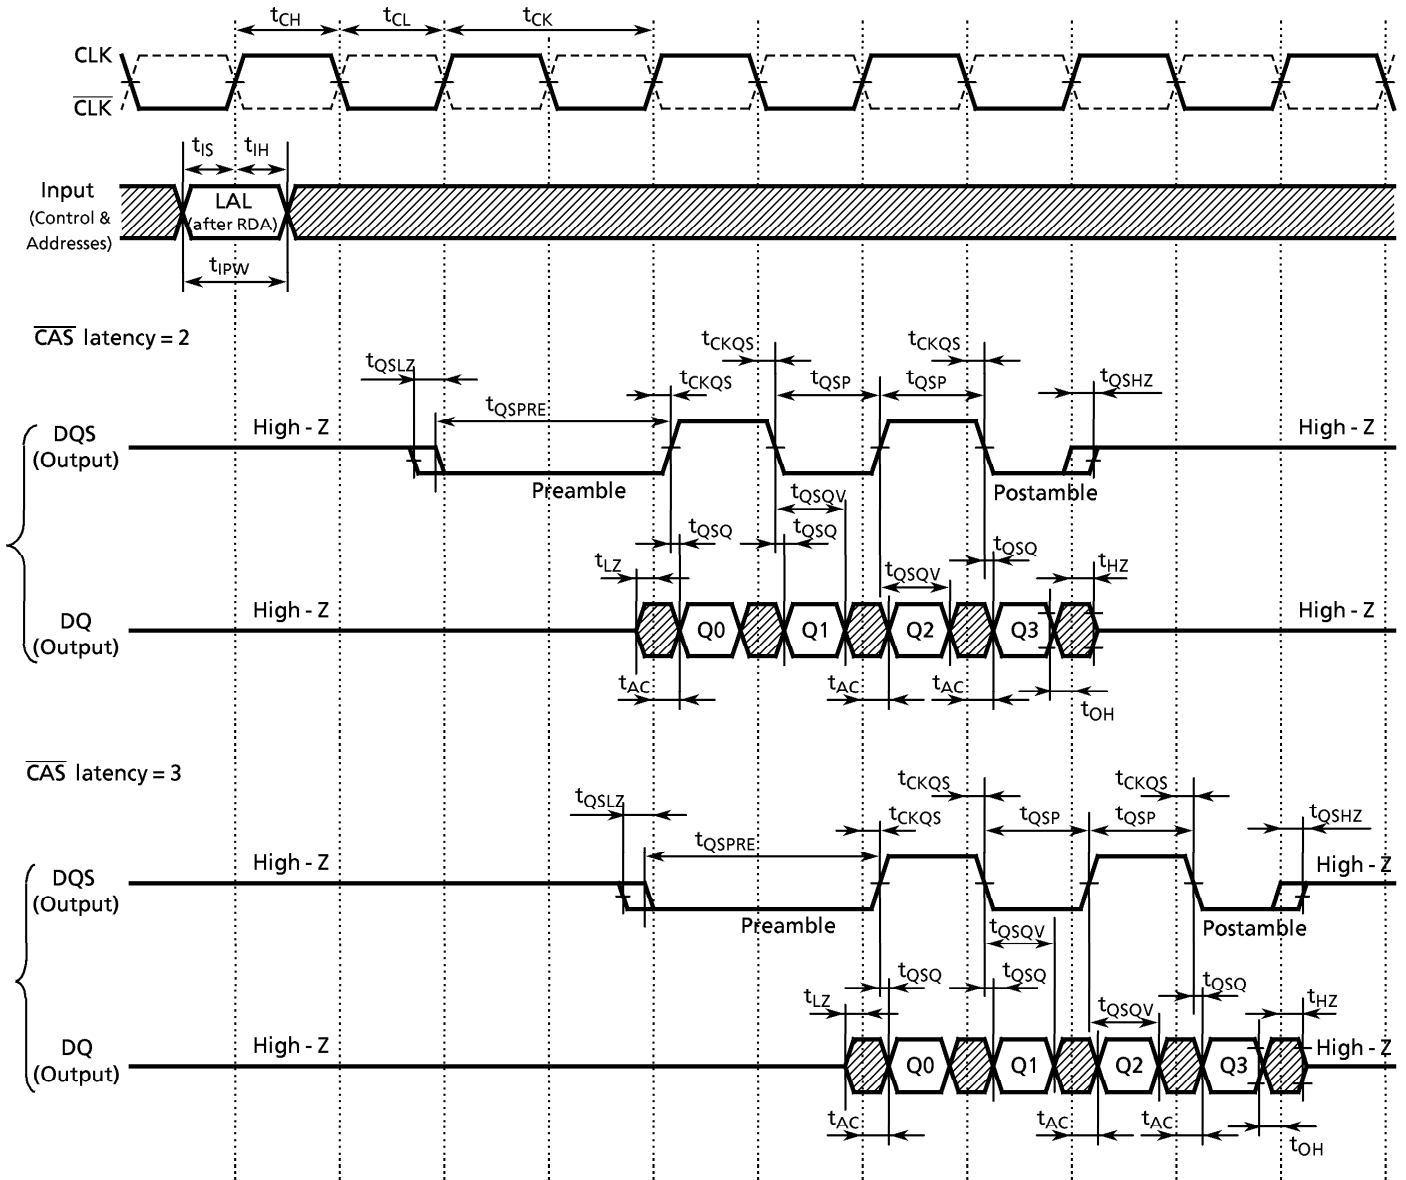 tCH tCL tCK
CLK
CLK
tIS tIH
Input
(Control &
Addresses)
LAL
(after RDA)
tIPW
CAS latency = 2
tCKQS tCKQS
tQSLZ tCKQS tQSP tQSP tQSHZ
tQSPRE
DQS
(Output)
High - Z High - Z
Preamble Postamble
tQSQV
tQSQ tQSQ tQSQ
tLZ tQSQV tHZ
DQ
(Output)
High - Z High - Z
Q0 Q1 Q2 Q3
tAC tAC tAC tOH
CAS latency = 3
tCKQS tCKQS
tQSLZ tCKQS tQSP tQSP tQSHZ
tQSPRE
DQS
(Output)
High - Z High - Z
Preamble Postamble
tQSQV
tQSQ tQSQ tQSQ
tLZ tQSQV tHZ
DQ
(Output)
High - Z High - Z
Q0 Q1 Q2 Q3
tAC tAC tAC tOH